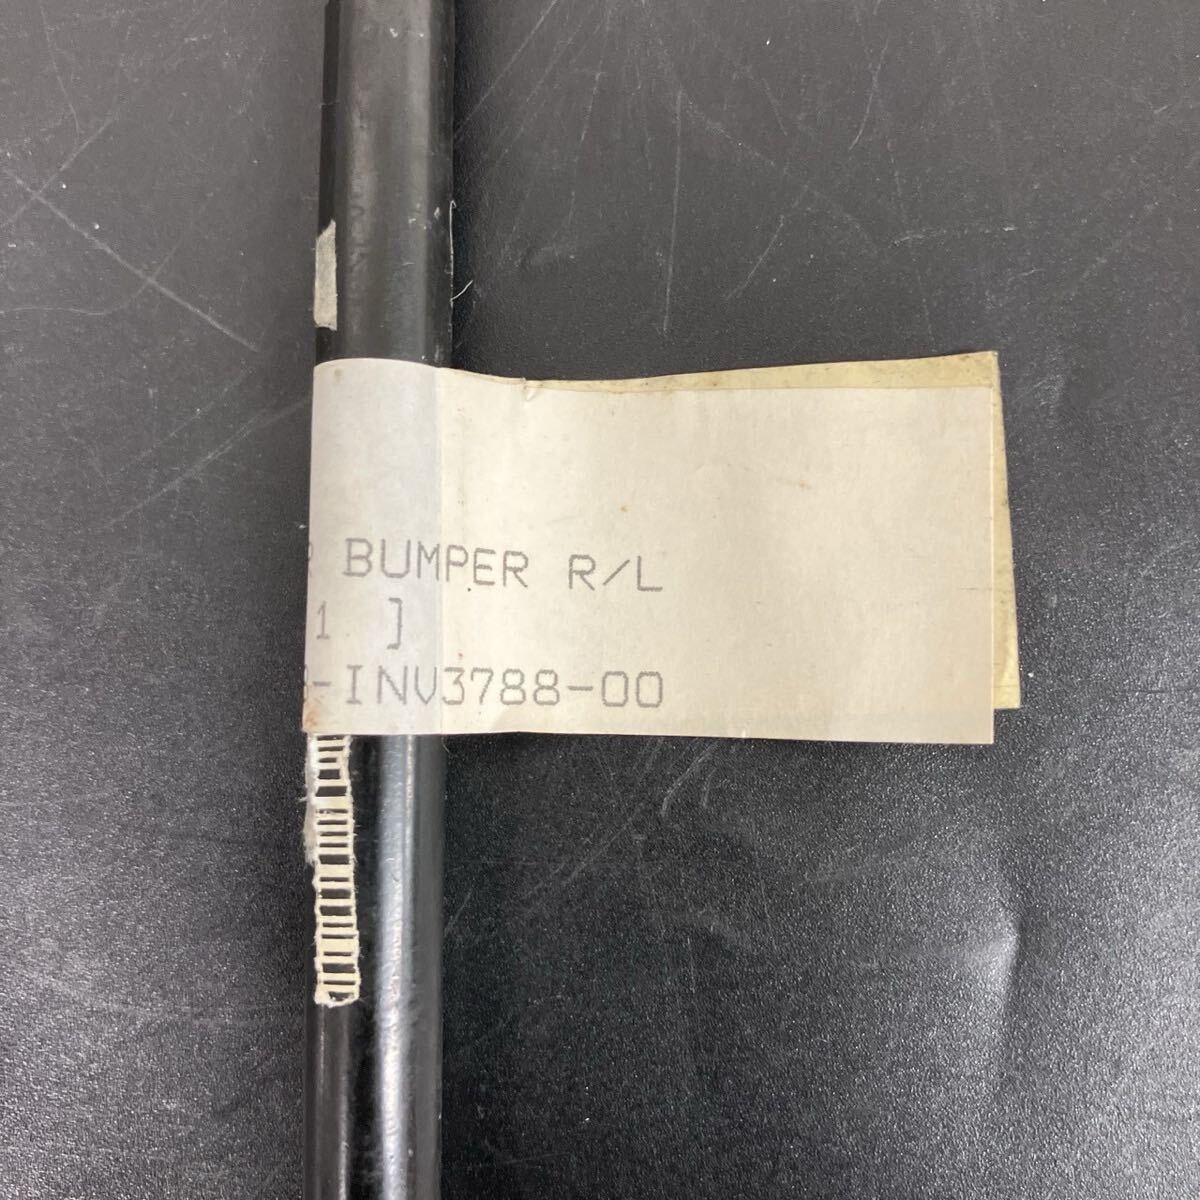 BUMPER R/L
1 ]
-INV3788-00